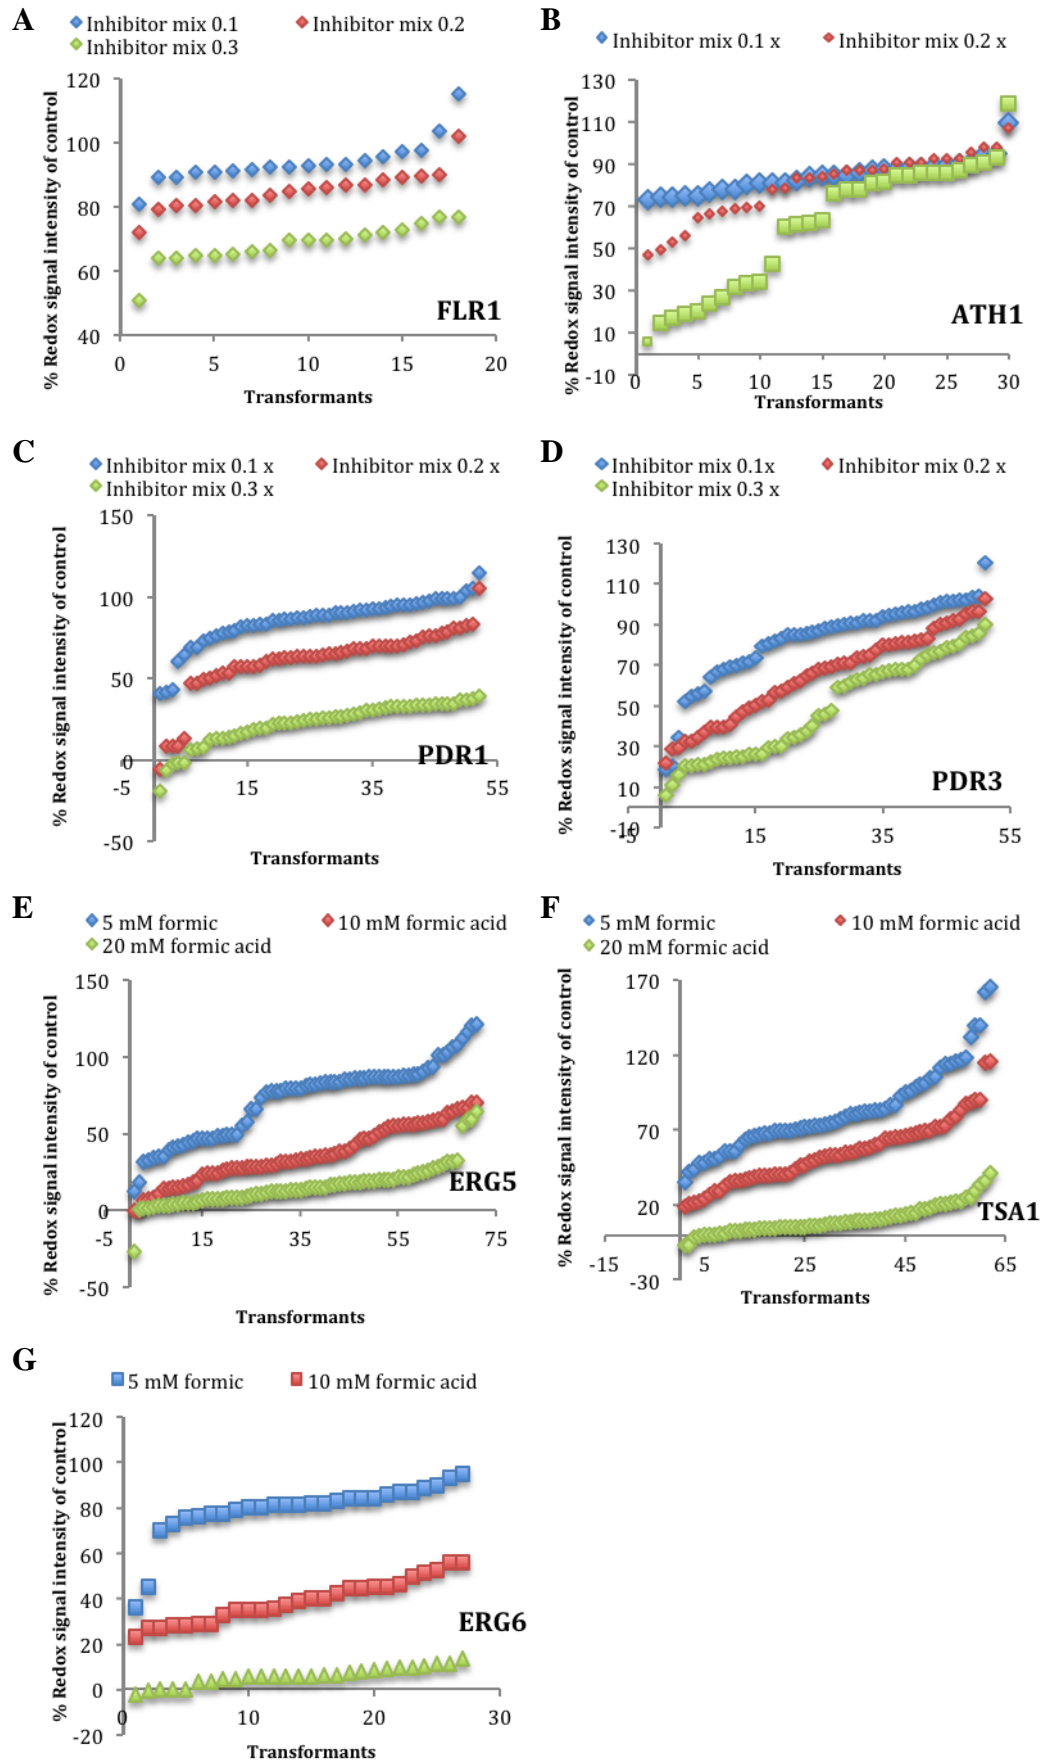 A
Inhibitor mix 0.1
Inhibitor mix 0.2
Inhibitor mix 0.3
% Redox signal intensity of control
120
100
80
60
40
0
5
10
15
20
FLR1
Transformants
B
Inhibitor mix 0.1 x
Inhibitor mix 0.2 x
% Redox signal intensity of control
130
110
90
70
50
30
10
-10
0
5
10
15
20
25
30
ATH1
Transformants
C
Inhibitor mix 0.1 x
Inhibitor mix 0.2 x
Inhibitor mix 0.3 x
% Redox signal intensity of control
150
100
50
0
-50
-5
15
35
55
PDR1
Transformants
D
Inhibitor mix 0.1x
Inhibitor mix 0.2 x
Inhibitor mix 0.3 x
% Redox signal intensity of control
130
110
90
70
50
30
10
-10
-5
15
35
55
PDR3
Transformants
E
5 mM formic
10 mM formic acid
20 mM formic acid
% Redox signal intensity of control
150
100
50
0
-50
-5
15
35
55
75
ERG5
Transformants
F
5 mM formic
10 mM formic acid
20 mM formic acid
% Redox signal intensity of control
170
120
70
20
-30
-15
5
25
45
65
TSA1
Transformants
G
5 mM formic
10 mM formic acid
% Redox signal intensity of control
120
100
80
60
40
20
0
-20
0
10
20
30
ERG6
Transformants